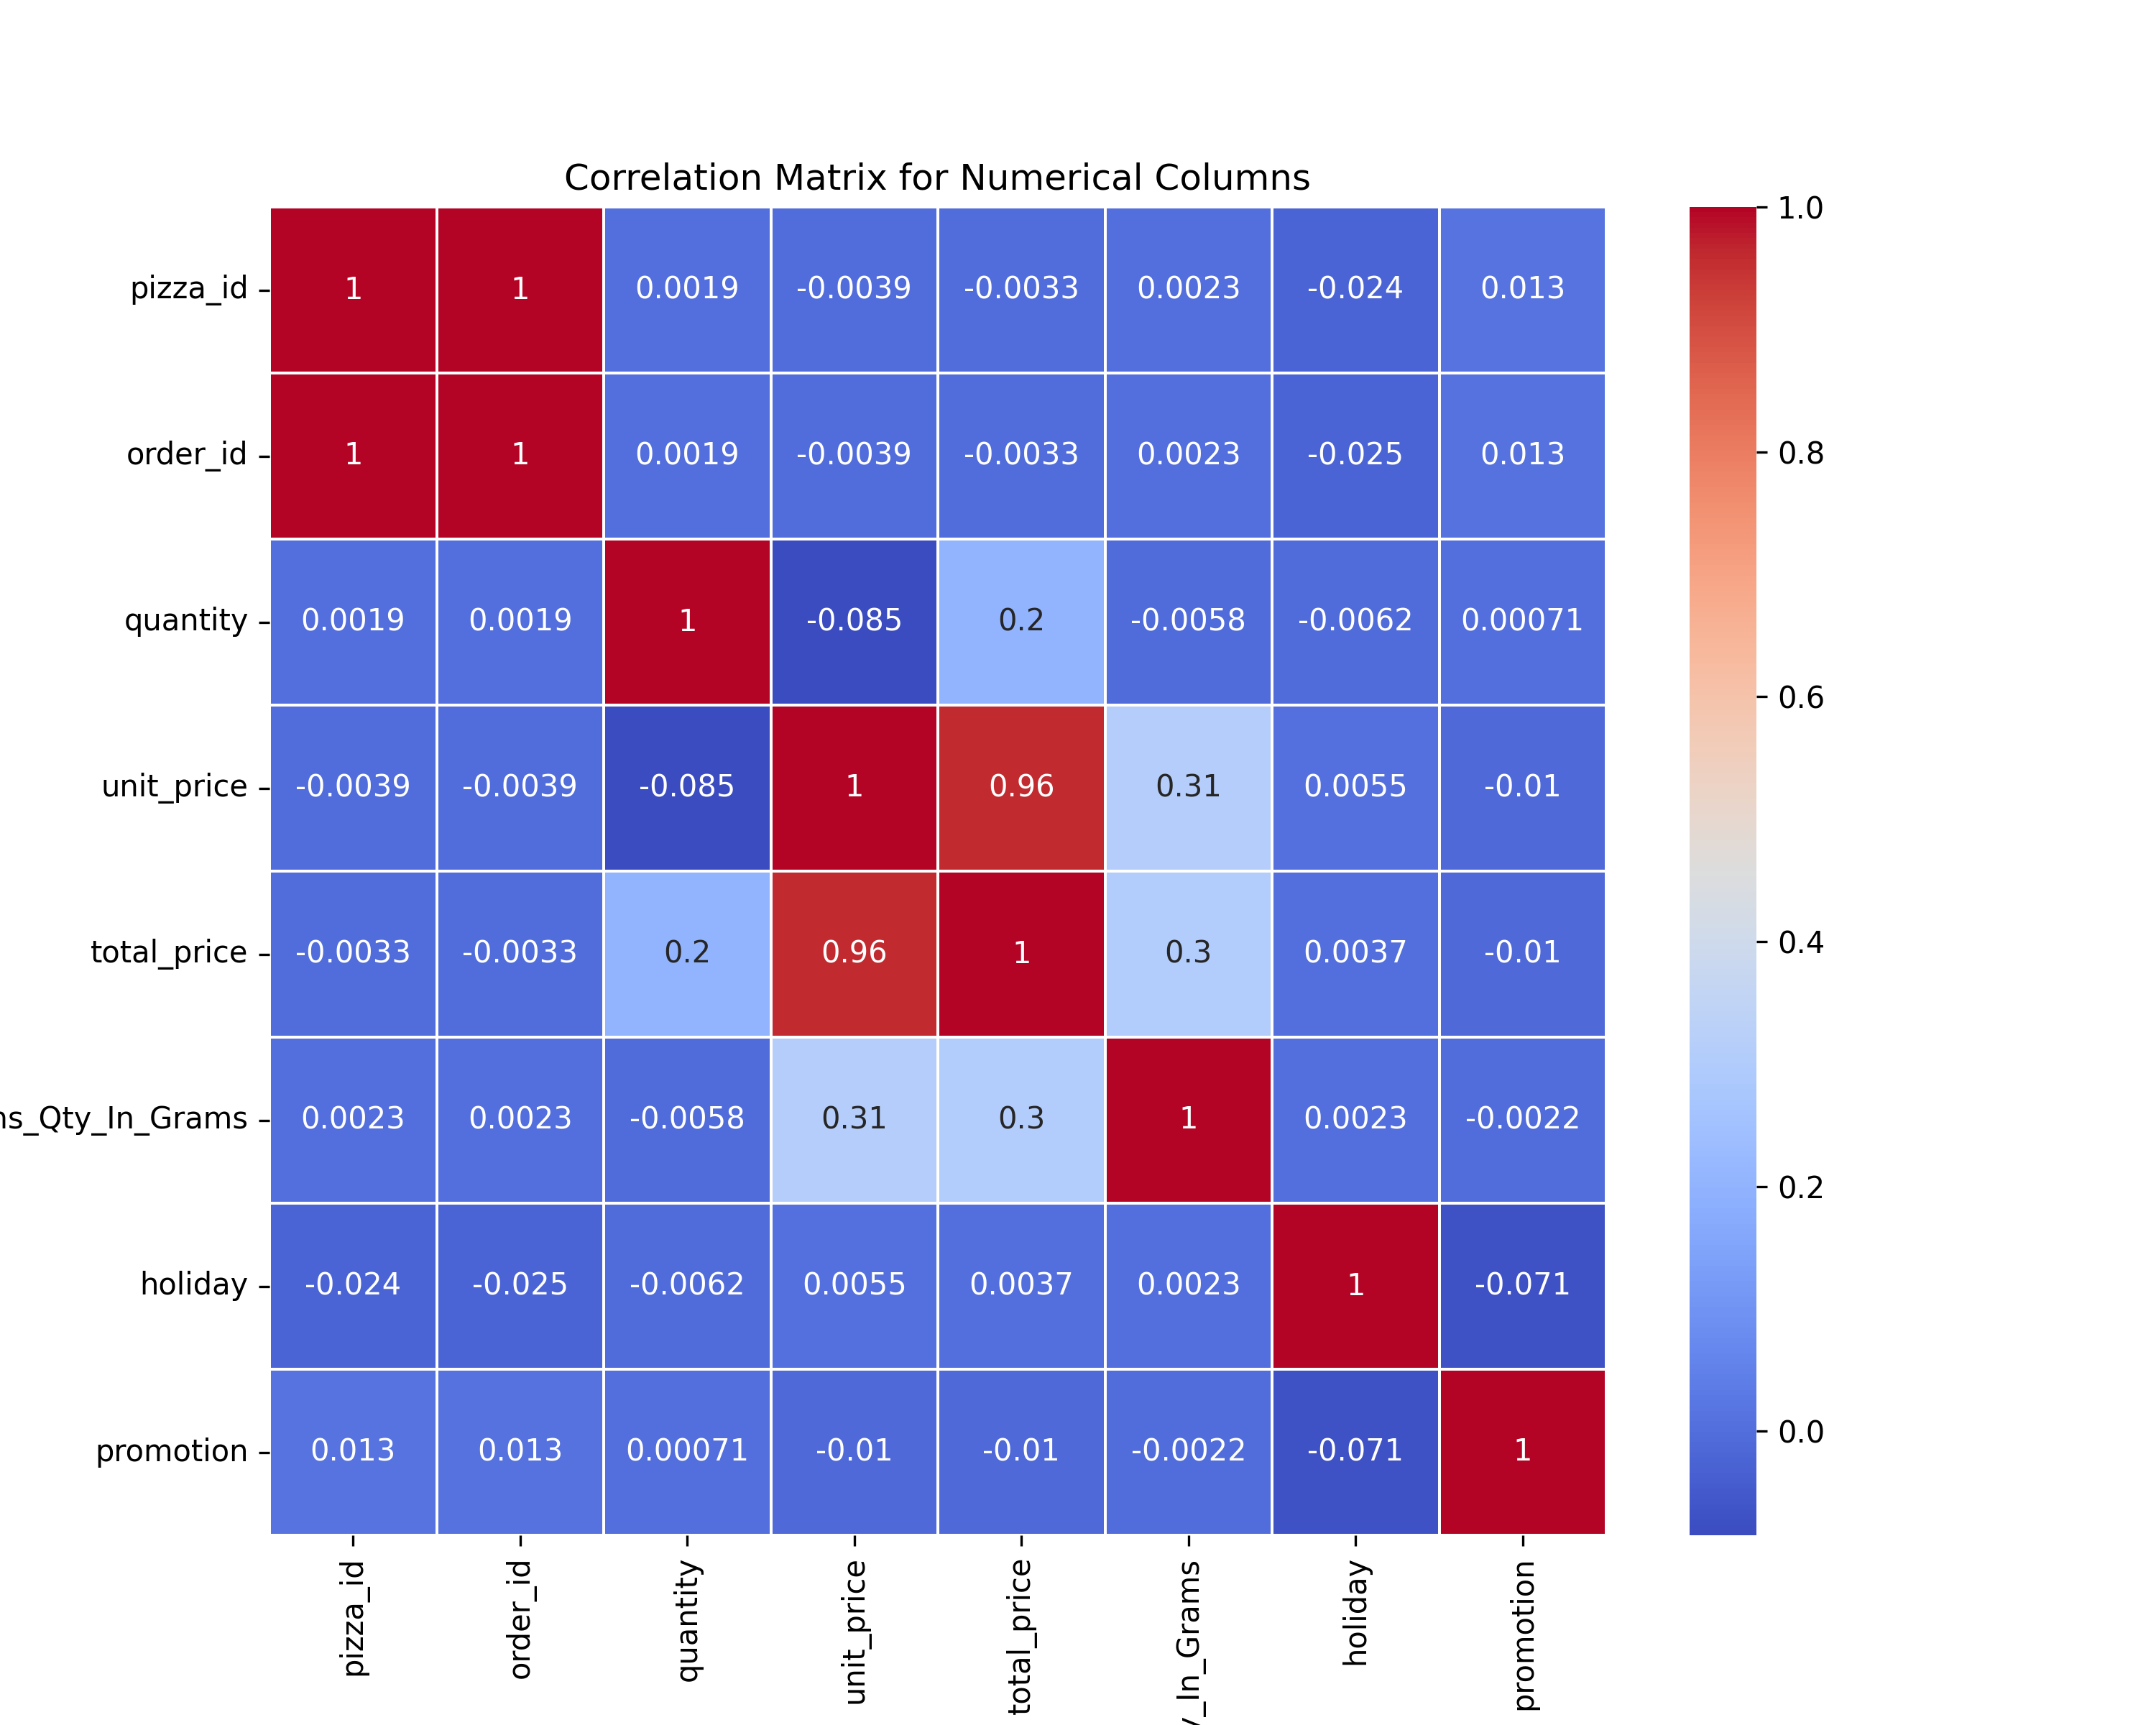 Correlation Matrix for Numerical Columns
pizza_id 1 1 0.0019 -0.0039 -0.0033 0.0023 -0.024 0.013
order_id 1 1 0.0019 -0.0039 -0.0033 0.0023 -0.025 0.013
quantity 0.0019 0.0019 1 -0.085 0.2 -0.0058 -0.0062 0.00071
unit_price -0.0039 -0.0039 -0.085 1 0.96 0.31 0.0055 -0.01
total_price -0.0033 -0.0033 0.2 0.96 1 0.3 0.0037 -0.01
ns_Qty_In_Grams 0.0023 0.0023 -0.0058 0.31 0.3 1 0.0023 -0.0022
holiday -0.024 -0.025 -0.0062 0.0055 0.0037 0.0023 1 -0.071
promotion 0.013 0.013 0.00071 -0.01 -0.01 -0.0022 -0.071 1
pizza_id order_id quantity unit_price total_price y_In_Grams holiday promotion
1.0
0.8
0.6
0.4
0.2
0.0